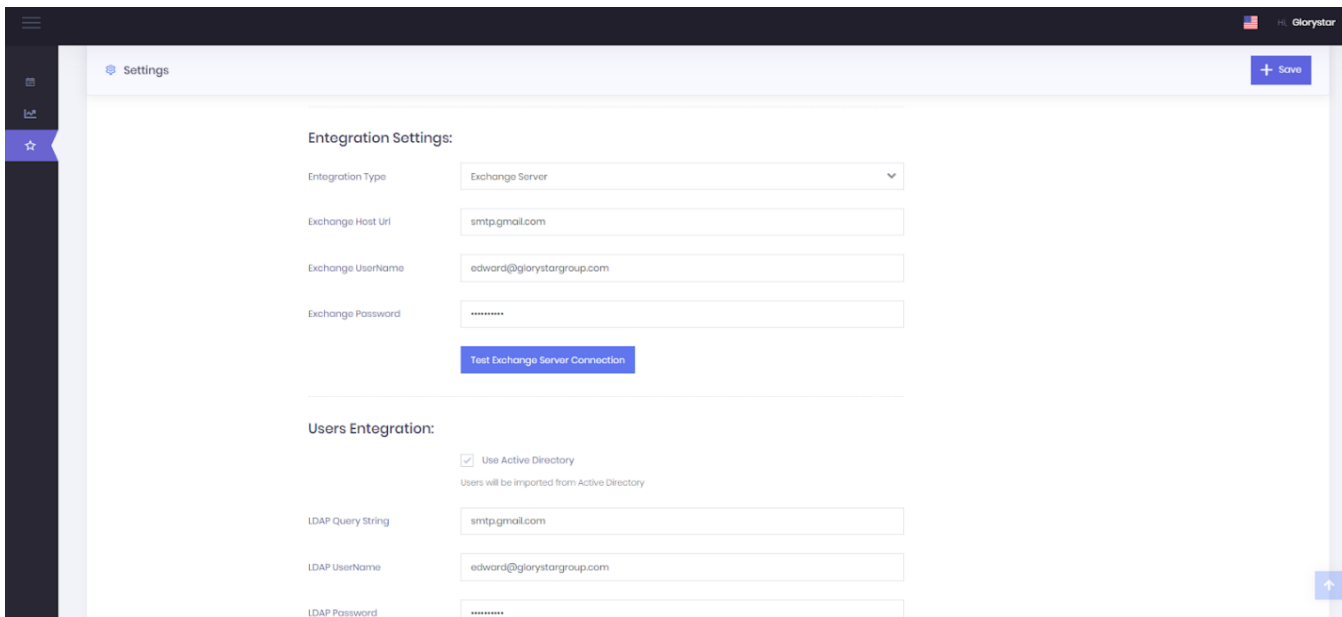 Hi, Glorystar
Settings
+ Save
Entegration Settings:
Entegration Type
Exchange Server
Exchange Host Url
smtp.gmail.com
Exchange UserName
edward@glorystargroup.com
Exchange Password
••••••••••
Test Exchange Server Connection
Users Entegration:
Use Active Directory
Users will be imported from Active Directory
LDAP Query String
smtp.gmail.com
LDAP UserName
edward@glorystargroup.com
LDAP Password
••••••••••